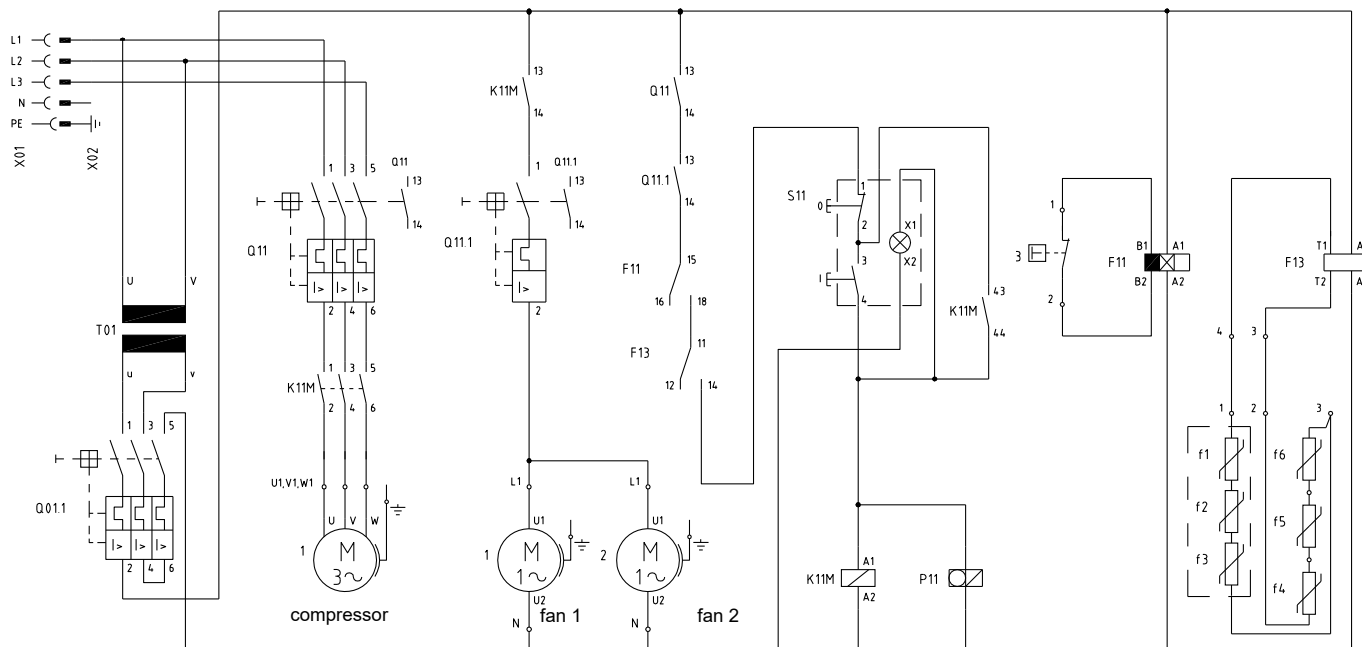 L1
L2
L3
N
PE
X01
X02
U
V
T01
u
v
1 3 5
Q01.1
I> I> I>
2 4 6
1 3 5
Q11
13
14
Q11
I> I> I>
2 4 6
1 3 5
K11M
2 4 6
U1,V1,W1
U V W
1
M
3~
compressor
13
K11M
14
1
Q11.1
13
14
Q11.1
I>
2
L1
U1
1
M
1~
U2
N
fan 1
L1
U1
2
M
1~
U2
N
fan 2
13
Q11
14
13
Q11.1
14
15
F11
16
18
11
F13
12
14
1
S11
0
2
3
I
4
X1
X2
43
K11M
44
A1
K11M
A2
P11
1
3
2
B1 A1
F11
B2 A2
T1 A
F13
T2 A
4 3
1 2 3
f1
f2
f3
f6
f5
f4